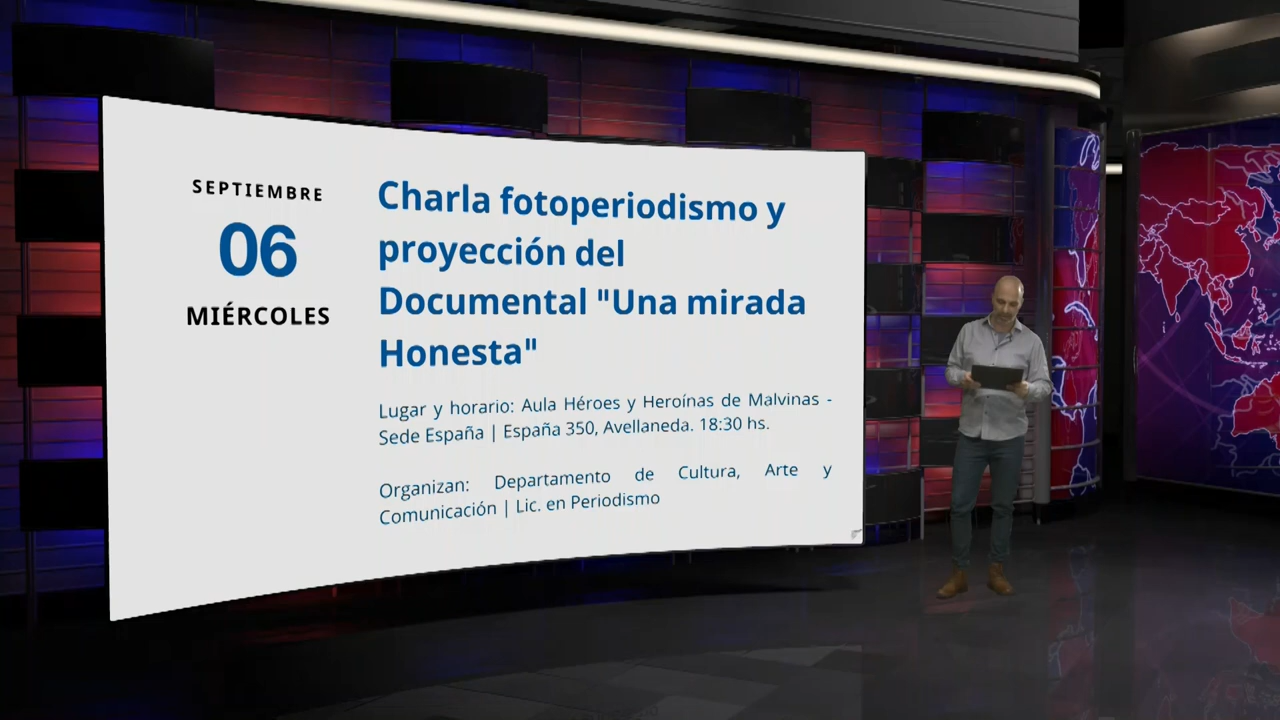 SEPTIEMBRE
06
MIÉRCOLES
Charla fotoperiodismo y
proyección del
Documental "Una mirada
Honesta"
Lugar y horario: Aula Héroes y Heroínas de Malvinas -
Sede España | España 350, Avellaneda. 18:30 hs.
Organizan: Departamento de Cultura, Arte y
Comunicación | Lic. en Periodismo